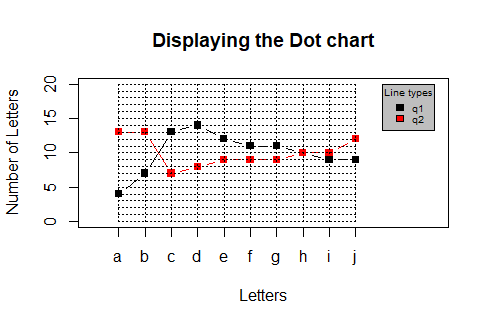 Displaying the Dot chart
Number of Letters
20
15
10
5
0
Line types
q1
q2
a b c d e f g h i j
Letters